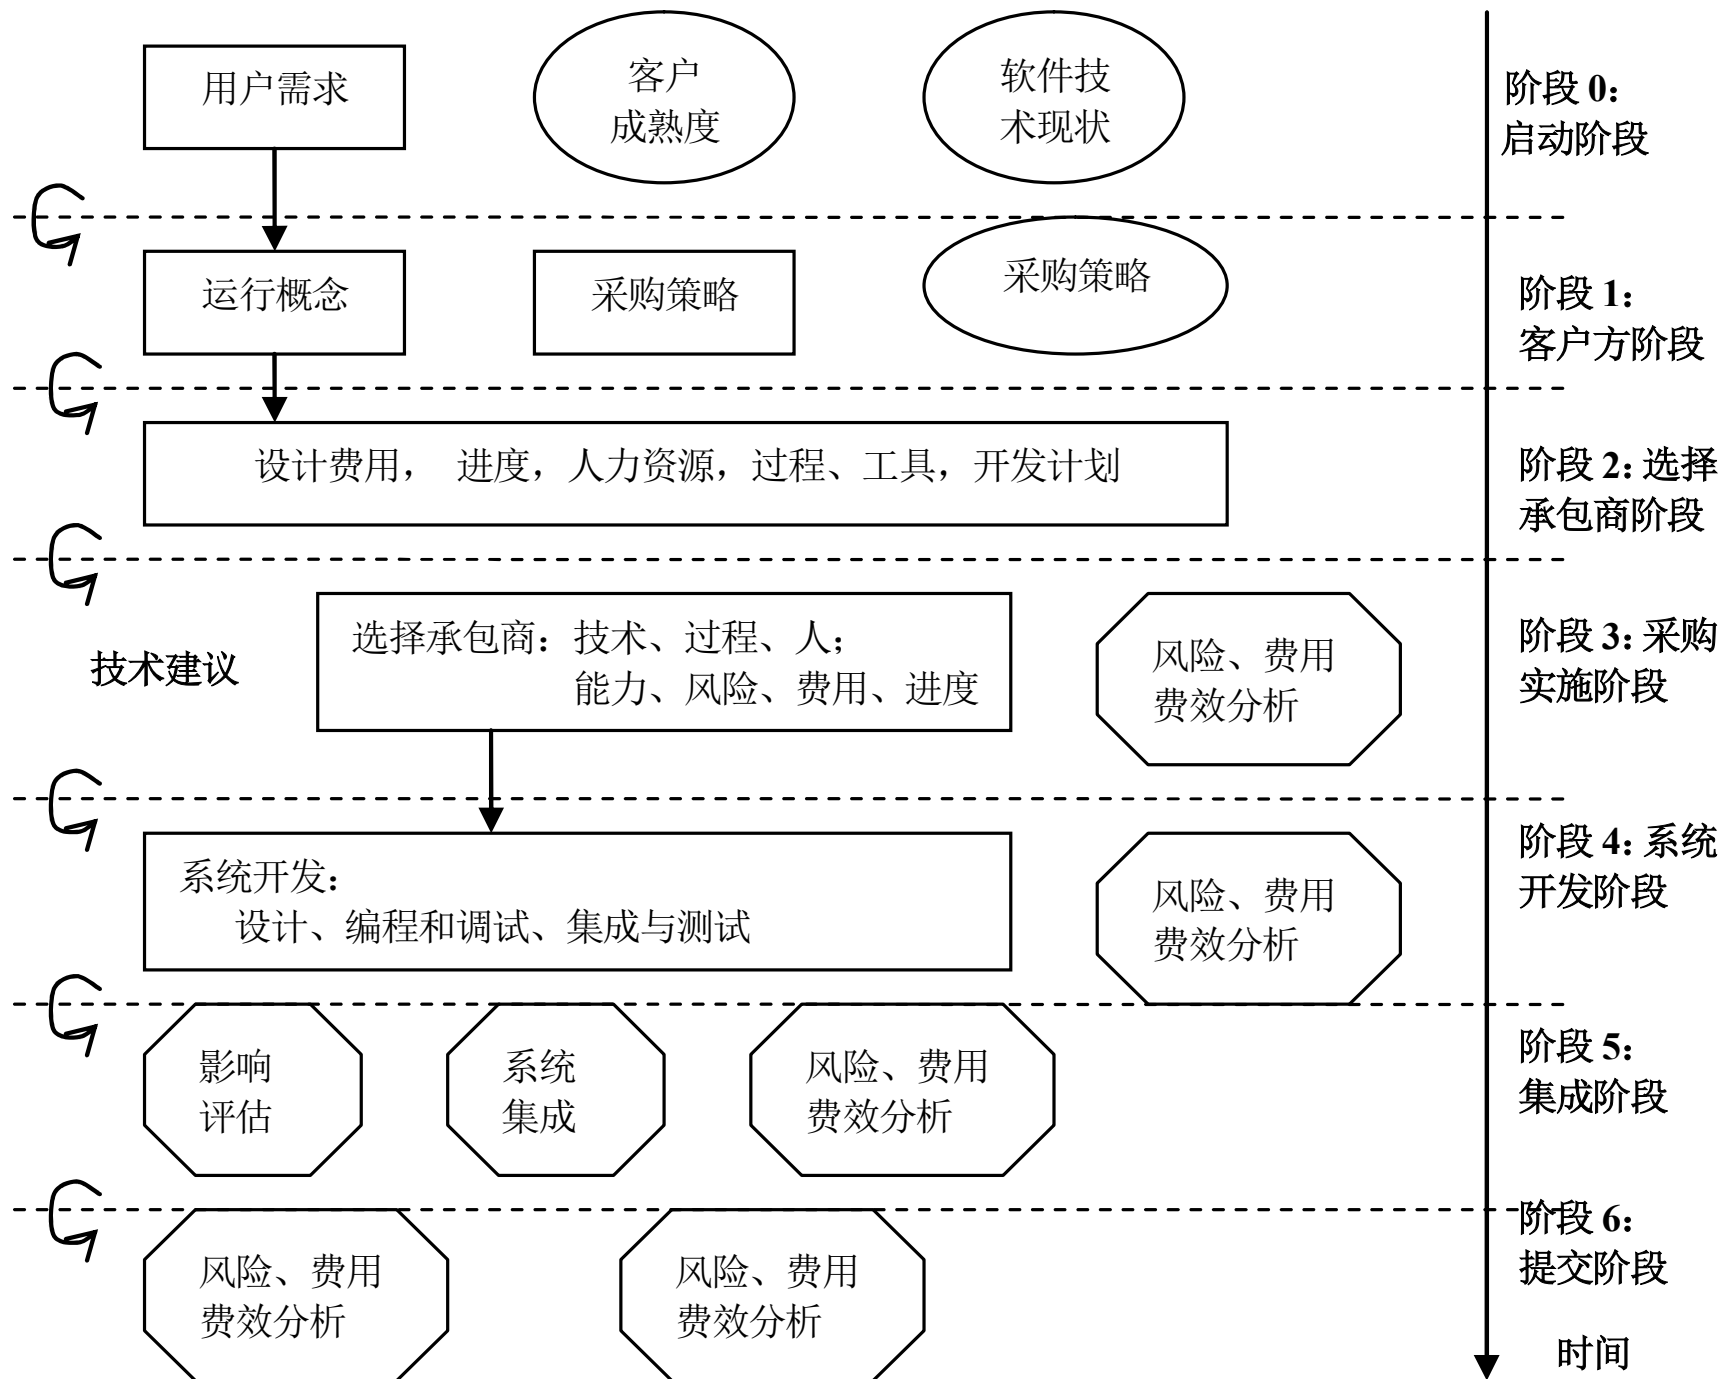 用户需求
客户
成熟度
软件技
术现状
阶段 0：
启动阶段
运行概念
采购策略
采购策略
阶段 1：
客户方阶段
设计费用， 进度，人力资源，过程、工具，开发计划
阶段 2：选择
承包商阶段
技术建议
选择承包商：技术、过程、人；
能力、风险、费用、进度
风险、费用
费效分析
阶段 3：采购
实施阶段
系统开发：
设计、编程和调试、集成与测试
风险、费用
费效分析
阶段 4：系统
开发阶段
影响
评估
系统
集成
风险、费用
费效分析
阶段 5：
集成阶段
风险、费用
费效分析
风险、费用
费效分析
阶段 6：
提交阶段
时间